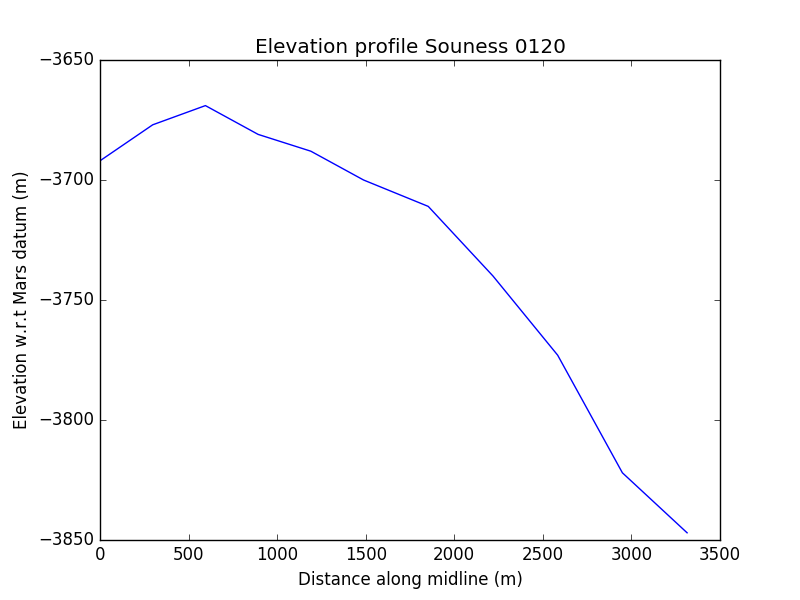 Elevation profile Souness 0120
−3650
−3700
−3750
−3800
−3850
Elevation w.r.t Mars datum (m)
0 500 1000 1500 2000 2500 3000 3500
Distance along midline (m)